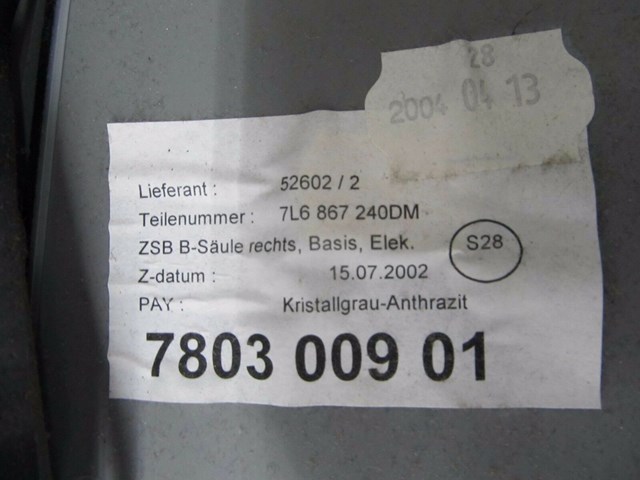 28
2004 04 13
Lieferant : 52602 / 2
Teilenummer : 7L6 867 240DM
ZSB B-Säule rechts, Basis, Elek. S28
Z-datum : 15.07.2002
PAY : Kristallgrau-Anthrazit
7803 009 01